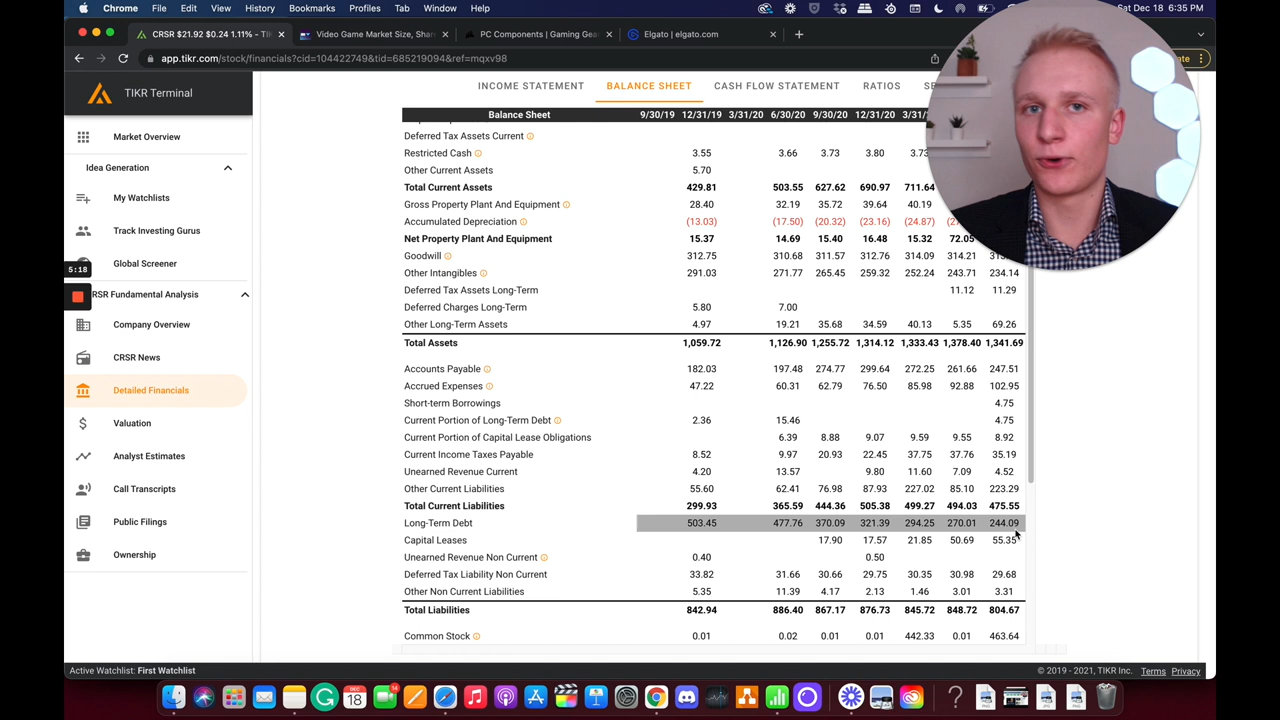 Chrome File Edit View History Bookmarks Profiles Tab Window Help Sat Dec 18 6:35 PM
CRSR $21.92 $0.24 1.11% - TI Video Game Market Size, Shar PC Components | Gaming Gea Elgato | elgato.com
app.tikr.com/stock/financials?cid=104422749&tid=685219094&ref=mqxv98
TIKR Terminal
Market Overview
Idea Generation
My Watchlists
Track Investing Gurus
Global Screener
5:18
RSR Fundamental Analysis
Company Overview
CRSR News
Detailed Financials
Valuation
Analyst Estimates
Call Transcripts
Public Filings
Ownership
INCOME STATEMENT BALANCE SHEET CASH FLOW STATEMENT RATIOS
Balance Sheet 9/30/19 12/31/19 3/31/20 6/30/20 9/30/20 12/31/20
Deferred Tax Assets Current
Restricted Cash 3.55 3.66 3.73 3.80 3.73
Other Current Assets 5.70
Total Current Assets 429.81 503.55 627.62 690.97 711.64
Gross Property Plant And Equipment 28.40 32.19 35.72 39.64 40.19
Accumulated Depreciation (13.03) (17.50) (20.32) (23.16) (24.87)
Net Property Plant And Equipment 15.37 14.69 15.40 16.48 15.32 72.05
Goodwill 312.75 310.68 311.57 312.76 314.09 314.21
Other Intangibles 291.03 271.77 265.45 259.32 252.24 243.71 234.14
Deferred Tax Assets Long-Term 11.12 11.29
Deferred Charges Long-Term 5.80 7.00
Other Long-Term Assets 4.97 19.21 35.68 34.59 40.13 5.35 69.26
Total Assets 1,059.72 1,126.90 1,255.72 1,314.12 1,333.43 1,378.40 1,341.69
Accounts Payable 182.03 197.48 274.77 299.64 272.25 261.66 247.51
Accrued Expenses 47.22 60.31 62.79 76.50 85.98 92.88 102.95
Short-term Borrowings 4.75
Current Portion of Long-Term Debt 2.36 15.46 4.75
Current Portion of Capital Lease Obligations 6.39 8.88 9.07 9.59 9.55 8.92
Current Income Taxes Payable 8.52 9.97 20.93 22.45 37.75 37.76 35.19
Unearned Revenue Current 4.20 13.57 9.80 11.60 7.09 4.52
Other Current Liabilities 55.60 62.41 76.98 87.93 227.02 85.10 223.29
Total Current Liabilities 299.93 365.59 444.36 505.38 499.27 494.03 475.55
Long-Term Debt 503.45 477.76 370.09 321.39 294.25 270.01 244.09
Capital Leases 17.90 17.57 21.85 50.69 55.35
Unearned Revenue Non Current 0.40 0.50
Deferred Tax Liability Non Current 33.82 31.66 30.66 29.75 30.35 30.98 29.68
Other Non Current Liabilities 5.35 11.39 4.17 2.13 1.46 3.01 3.31
Total Liabilities 842.94 886.40 867.17 876.73 845.72 848.72 804.67
Common Stock 0.01 0.02 0.01 0.01 442.33 0.01 463.64
Active Watchlist: First Watchlist © 2019 - 2021, TIKR Inc. Terms Privacy